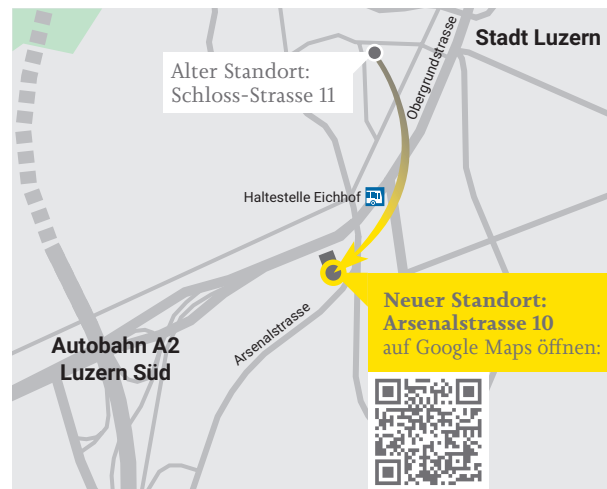 Stadt Luzern
Obergrundstrasse
Alter Standort:
Schloss-Strasse 11
Haltestelle Eichhof
Arsenalstrasse
Neuer Standort:
Arsenalstrasse 10
auf Google Maps öffnen:
Autobahn A2
Luzern Süd